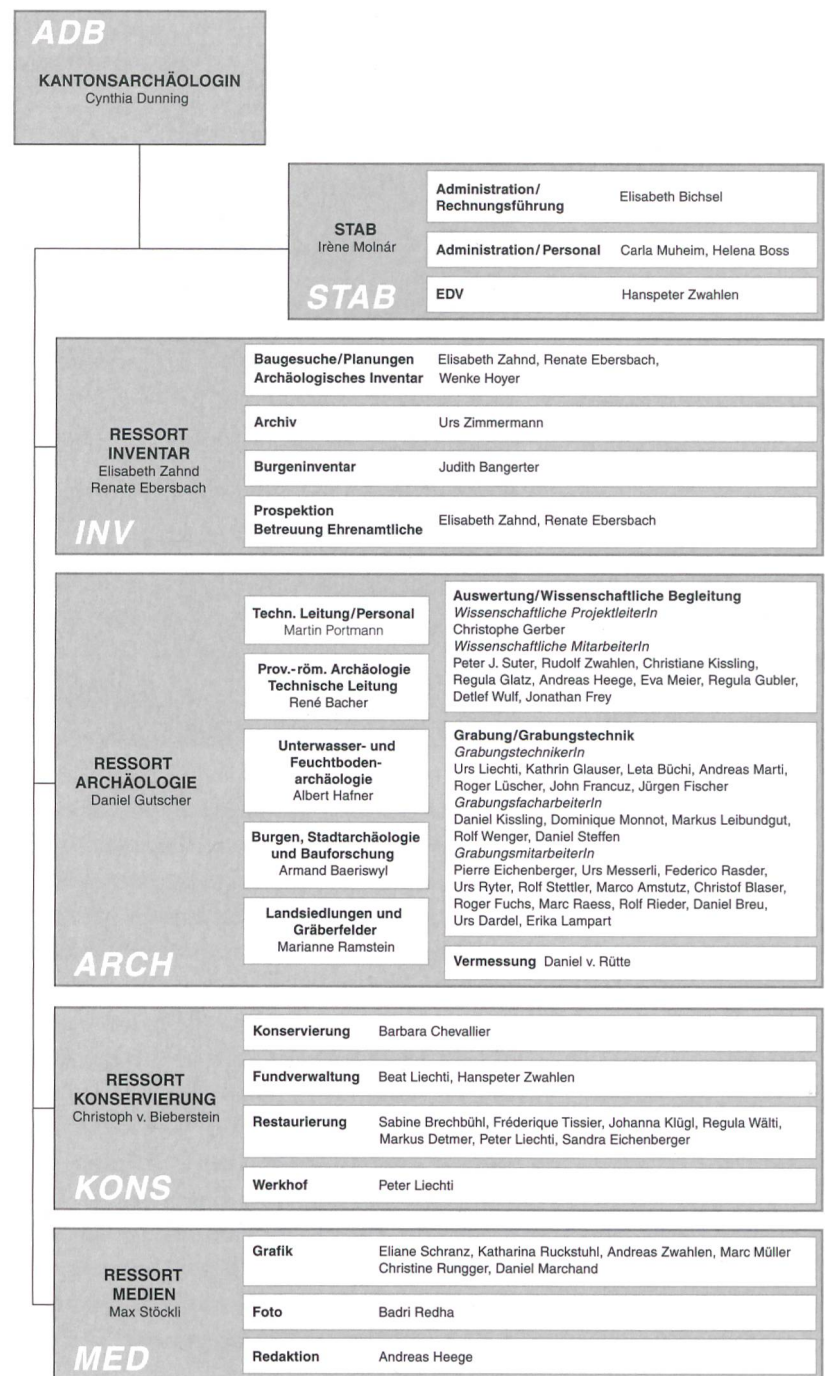 ADB
KANTONSARCHÄOLOGIN
Cynthia Dunning
STAB
Irène Molnár
STAB
Administration/
Rechnungsführung
Elisabeth Bichsel
Administration/Personal
Carla Muheim, Helena Boss
EDV
Hanspeter Zwahlen
RESSORT
INVENTAR
Elisabeth Zahnd
Renate Ebersbach
INV
Baugesuche/Planungen
Archäologisches Inventar
Elisabeth Zahnd, Renate Ebersbach,
Wenke Hoyer
Archiv
Urs Zimmermann
Burgeninventar
Judith Bangerter
Prospektion
Betreuung Ehrenamtliche
Elisabeth Zahnd, Renate Ebersbach
RESSORT
ARCHÄOLOGIE
Daniel Gutscher
ARCH
Techn. Leitung/Personal
Martin Portmann
Prov.-röm. Archäologie
Technische Leitung
René Bacher
Unterwasser- und
Feuchtboden-
archäologie
Albert Hafner
Burgen, Stadtarchäologie
und Bauforschung
Armand Baeriswyl
Landsiedlungen und
Gräberfelder
Marianne Ramstein
Auswertung/Wissenschaftliche Begleitung
Wissenschaftliche ProjektleiterIn
Christophe Gerber
Wissenschaftliche MitarbeiterIn
Peter J. Suter, Rudolf Zwahlen, Christiane Kissling,
Regula Glatz, Andreas Heege, Eva Meier, Regula Gubler,
Detlef Wulf, Jonathan Frey
Grabung/Grabungstechnik
GrabungstechnikerIn
Urs Liechti, Kathrin Glauser, Leta Büchi, Andreas Marti,
Roger Lüscher, John Francuz, Jürgen Fischer
GrabungsfacharbeiterIn
Daniel Kissling, Dominique Monnot, Markus Leibundgut,
Rolf Wenger, Daniel Steffen
GrabungsmitarbeiterIn
Pierre Eichenberger, Urs Messerli, Federico Rasder,
Urs Ryter, Rolf Stettler, Marco Amstutz, Christof Blaser,
Roger Fuchs, Marc Raess, Rolf Rieder, Daniel Breu,
Urs Dardel, Erika Lampart
Vermessung Daniel v. Rütte
RESSORT
KONSERVIERUNG
Christoph v. Bieberstein
KONS
Konservierung
Barbara Chevallier
Fundverwaltung
Beat Liechti, Hanspeter Zwahlen
Restaurierung
Sabine Brechbühl, Fréderique Tissier, Johanna Klügl, Regula Wälti,
Markus Detmer, Peter Liechti, Sandra Eichenberger
Werkhof
Peter Liechti
RESSORT
MEDIEN
Max Stöckli
MED
Grafik
Eliane Schranz, Katharina Ruckstuhl, Andreas Zwahlen, Marc Müller
Christine Rungger, Daniel Marchand
Foto
Badri Redha
Redaktion
Andreas Heege